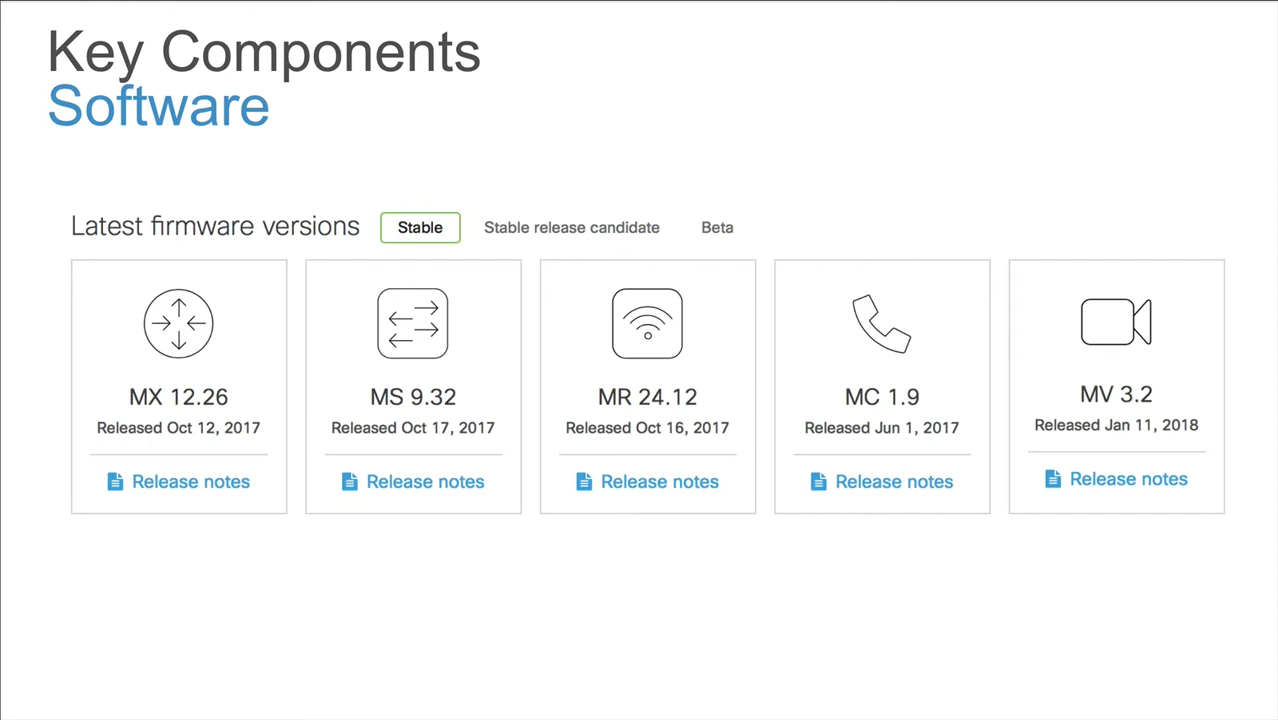 Key Components
Software
Latest firmware versions Stable Stable release candidate Beta
MX 12.26
Released Oct 12, 2017
Release notes
MS 9.32
Released Oct 17, 2017
Release notes
MR 24.12
Released Oct 16, 2017
Release notes
MC 1.9
Released Jun 1, 2017
Release notes
MV 3.2
Released Jan 11, 2018
Release notes